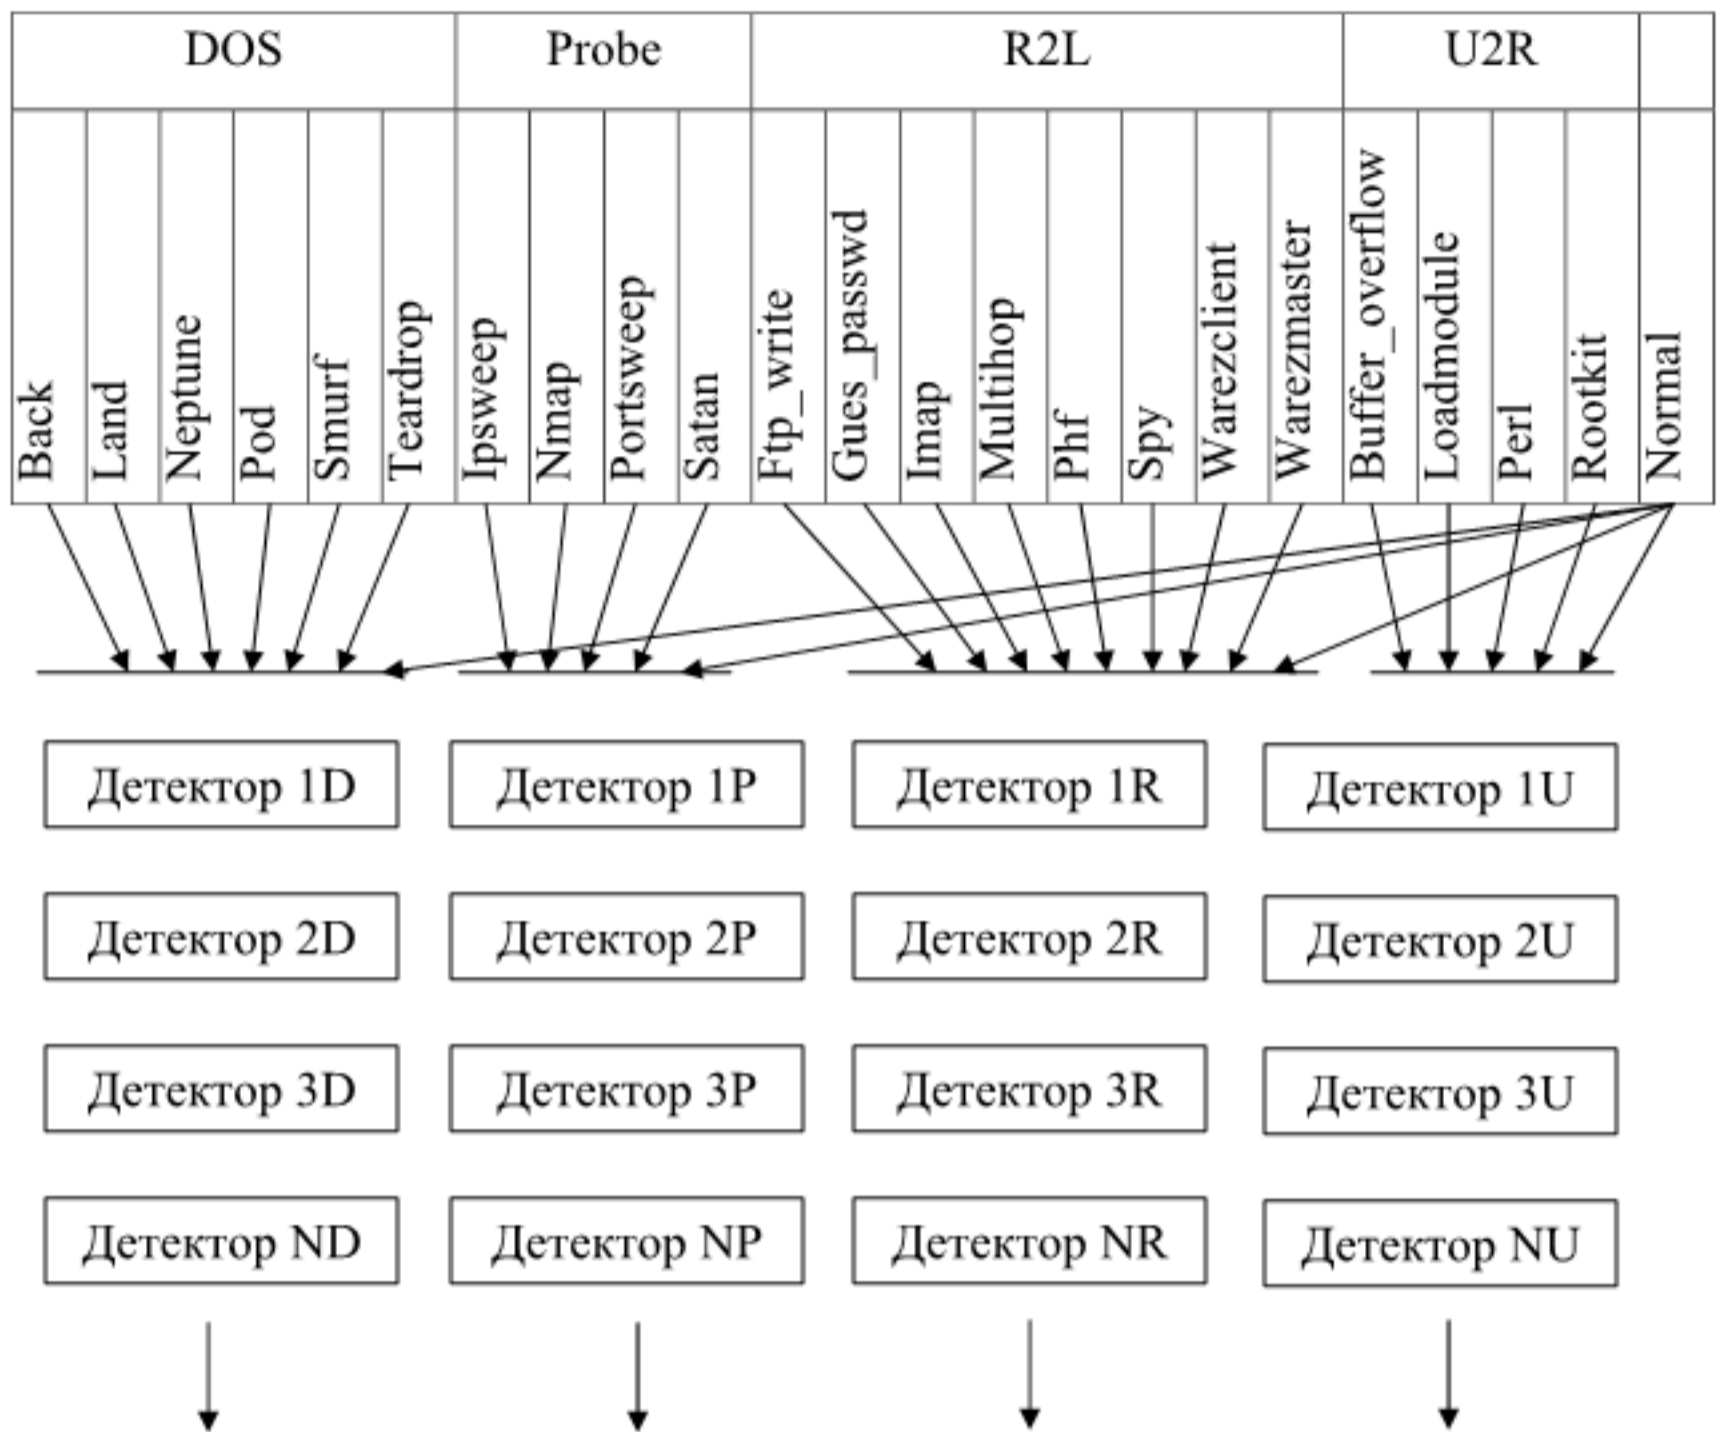 DOS Probe R2L U2R
Back
Land
Neptune
Pod
Smurf
Teardrop
Ipsweep
Nmap
Portsweep
Satan
Ftp_write
Gues_passwd
Imap
Multihop
Phf
Spy
Warezclient
Warezmaster
Buffer_overflow
Loadmodule
Perl
Rootkit
Normal
Детектор 1D Детектор 1P Детектор 1R Детектор 1U
Детектор 2D Детектор 2P Детектор 2R Детектор 2U
Детектор 3D Детектор 3P Детектор 3R Детектор 3U
Детектор ND Детектор NP Детектор NR Детектор NU